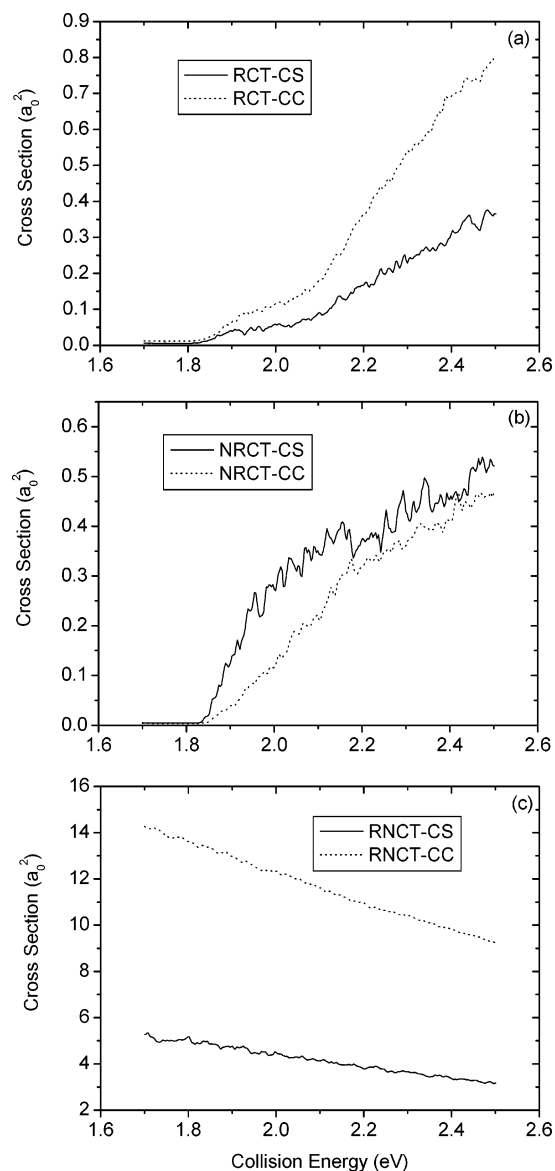 (a)
RCT-CS
RCT-CC
Cross Section (a₀²)
0.9
0.8
0.7
0.6
0.5
0.4
0.3
0.2
0.1
0.0
1.6 1.8 2.0 2.2 2.4 2.6
(b)
NRCT-CS
NRCT-CC
Cross Section (a₀²)
0.6
0.5
0.4
0.3
0.2
0.1
0.0
1.6 1.8 2.0 2.2 2.4 2.6
(c)
RNCT-CS
RNCT-CC
Cross Section (a₀²)
16
14
12
10
8
6
4
2
1.6 1.8 2.0 2.2 2.4 2.6
Collision Energy (eV)